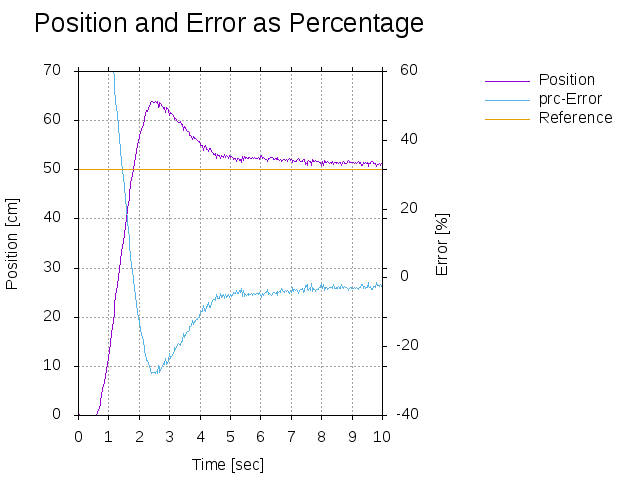 Position and Error as Percentage
70
60
50
40
30
20
10
0
Position [cm]
0 1 2 3 4 5 6 7 8 9 10
Time [sec]
60
40
20
0
-20
-40
Error [%]
Position
prc-Error
Reference